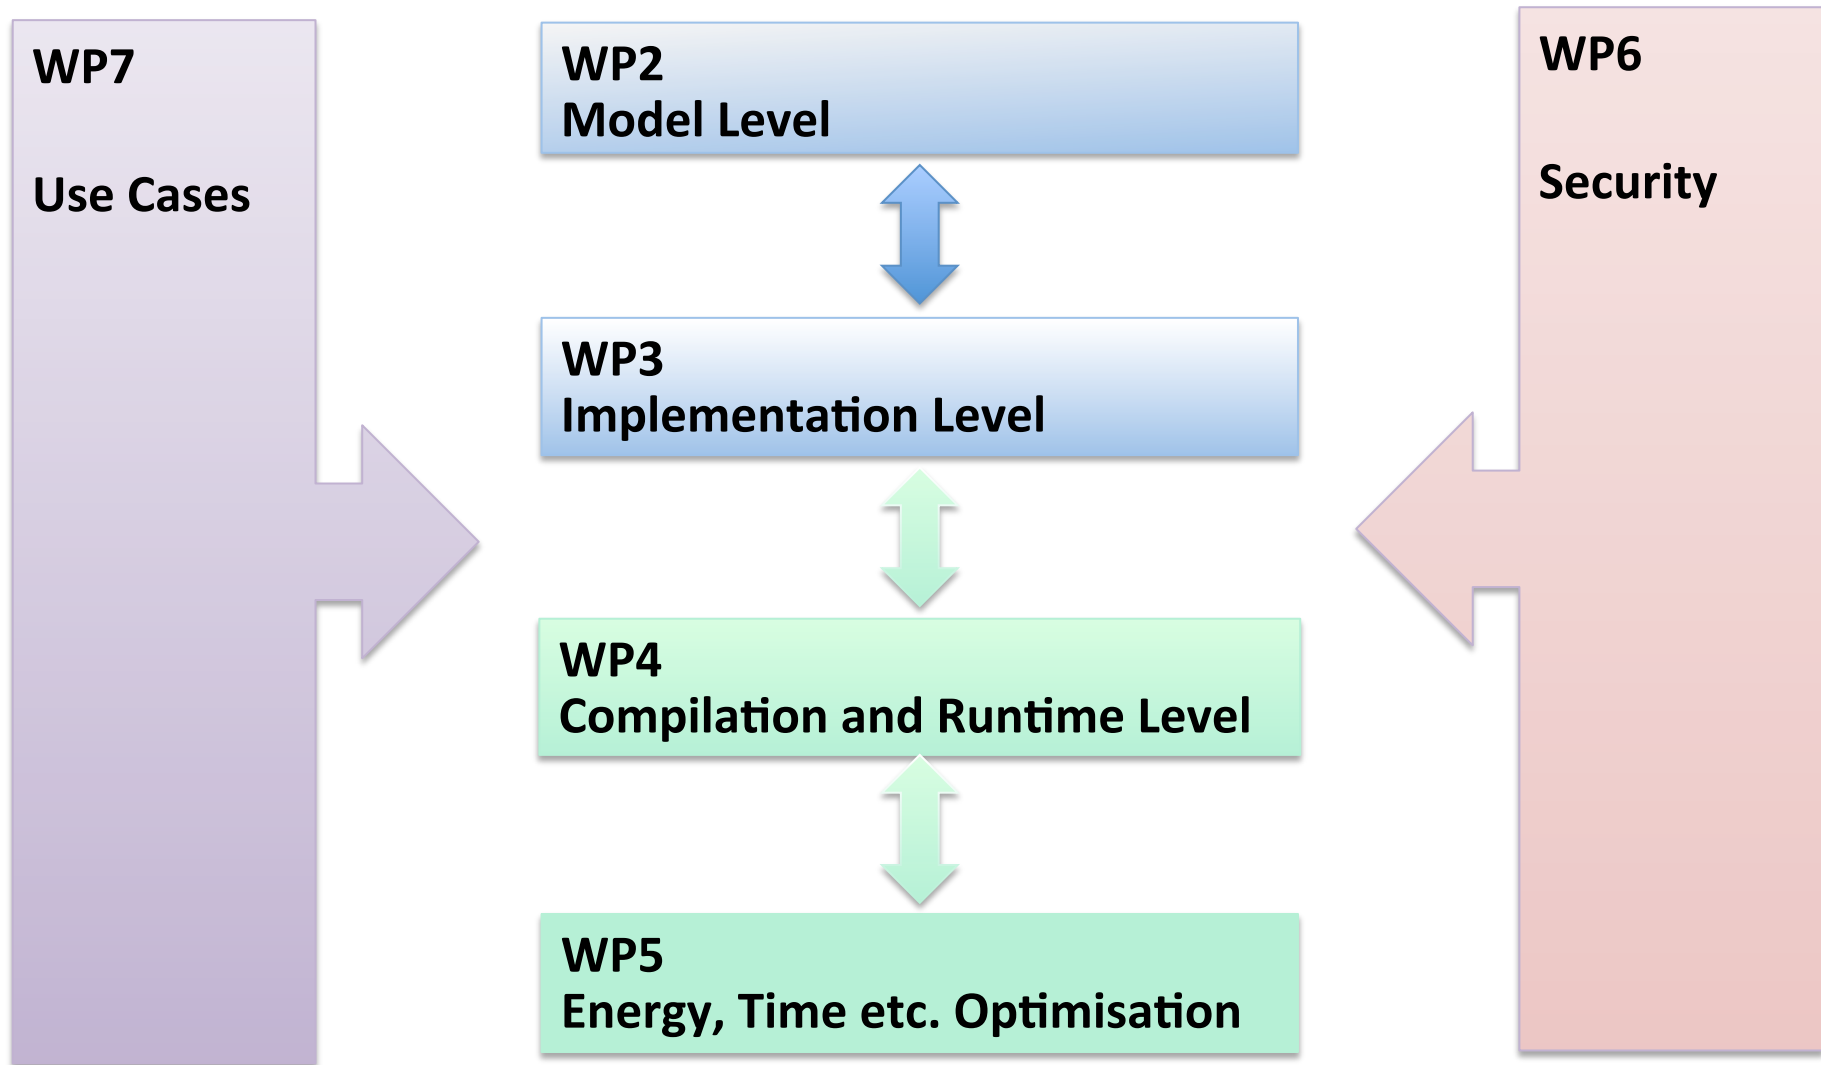 WP7
Use Cases
WP2
Model Level
WP3
Implementation Level
WP4
Compilation and Runtime Level
WP5
Energy, Time etc. Optimisation
WP6
Security